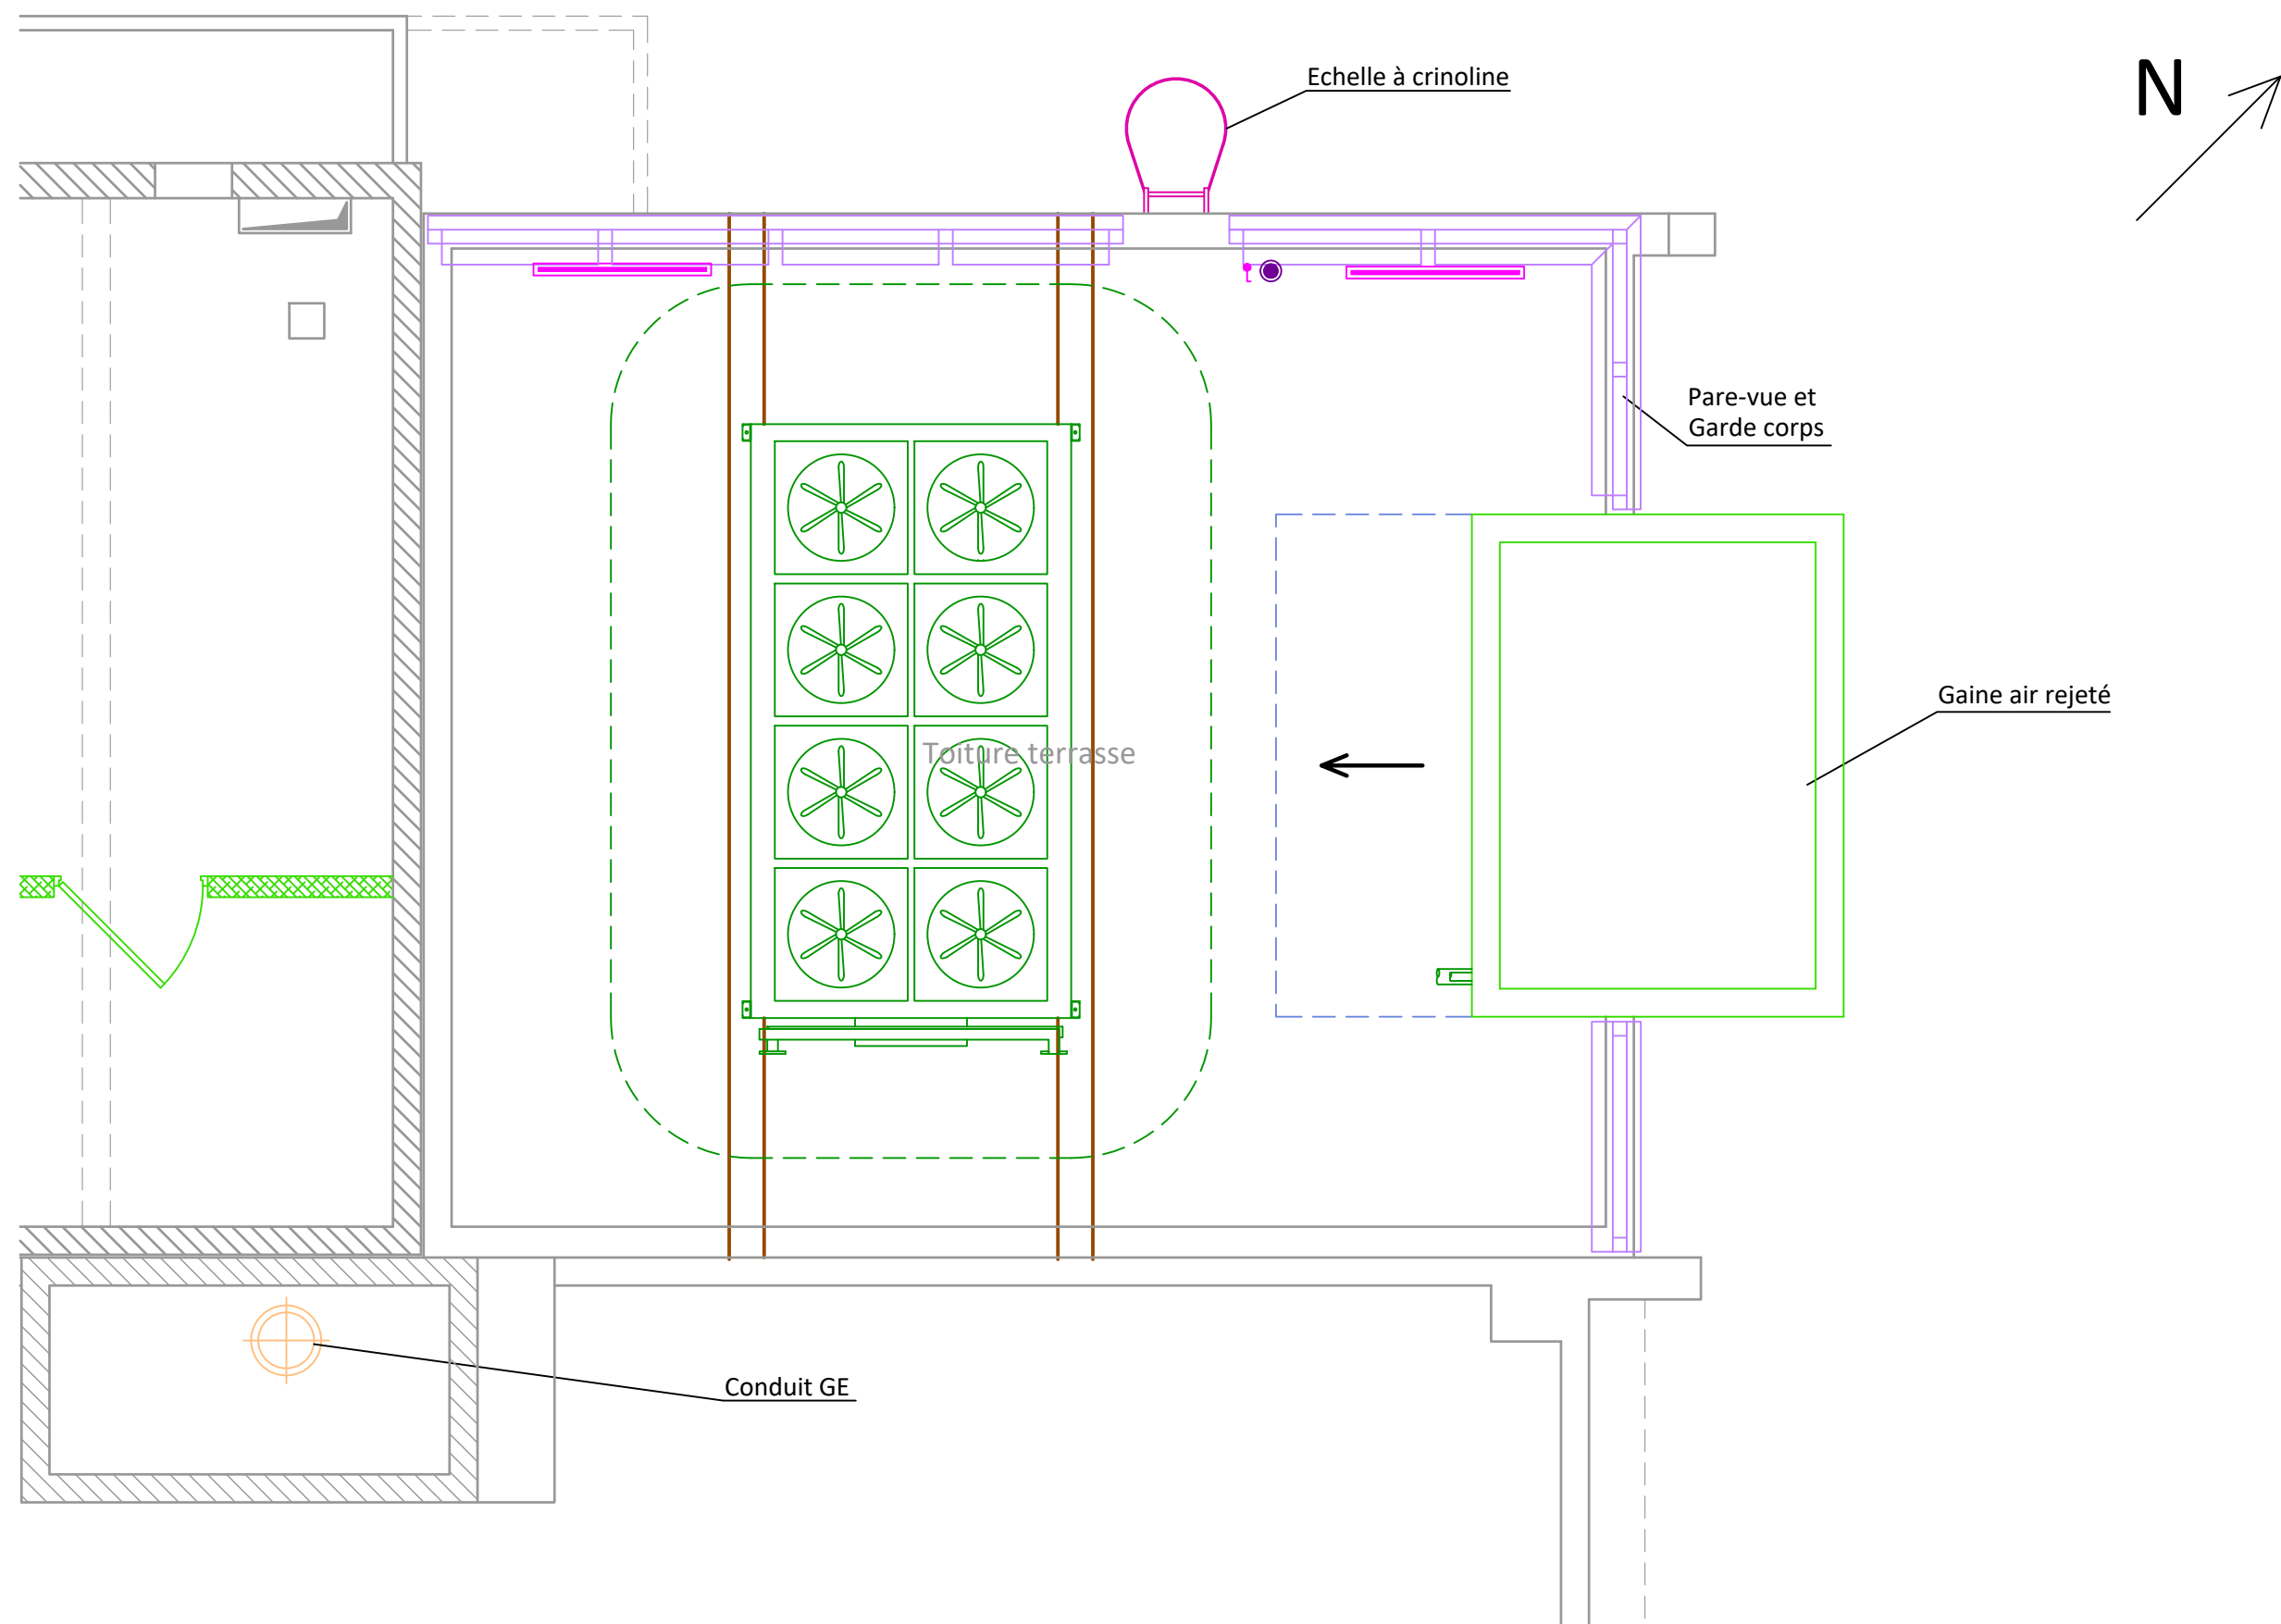 Echelle à crinoline
N
Pare-vue et
Garde corps
Gaine air rejeté
Toiture terrasse
Conduit GE